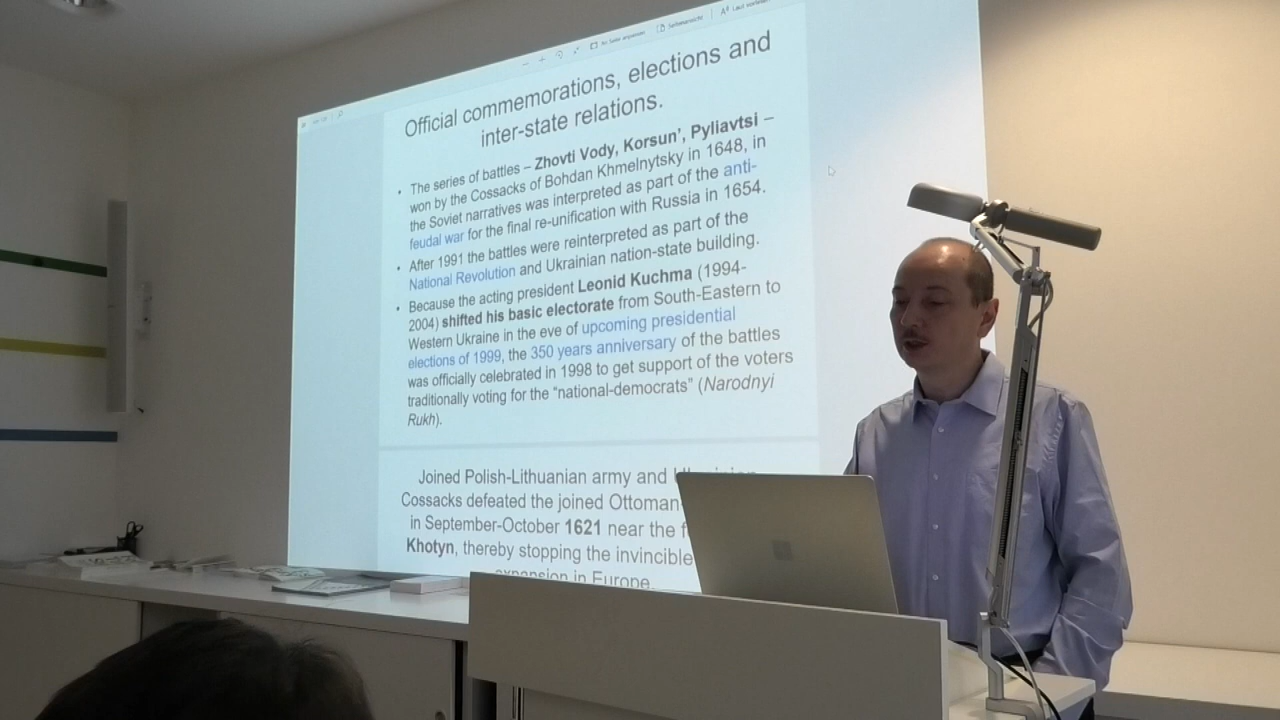 Seitenansicht
Laut vorlesen
Official commemorations, elections and
inter-state relations.
• The series of battles – Zhovti Vody, Korsun', Pyliavtsi –
won by the Cossacks of Bohdan Khmelnytsky in 1648, in
the Soviet narratives was interpreted as part of the anti-
feudal war for the final re-unification with Russia in 1654.
• After 1991 the battles were reinterpreted as part of the
National Revolution and Ukrainian nation-state building.
• Because the acting president Leonid Kuchma (1994-
2004) shifted his basic electorate from South-Eastern to
Western Ukraine in the eve of upcoming presidential
elections of 1999, the 350 years anniversary of the battles
was officially celebrated in 1998 to get support of the voters
traditionally voting for the "national-democrats" (Narodnyi
Rukh).
Joined Polish-Lithuanian army and
Cossacks defeated the joined Ottoman
in September-October 1621 near the
Khotyn, thereby stopping the invincible
expansion in Europe